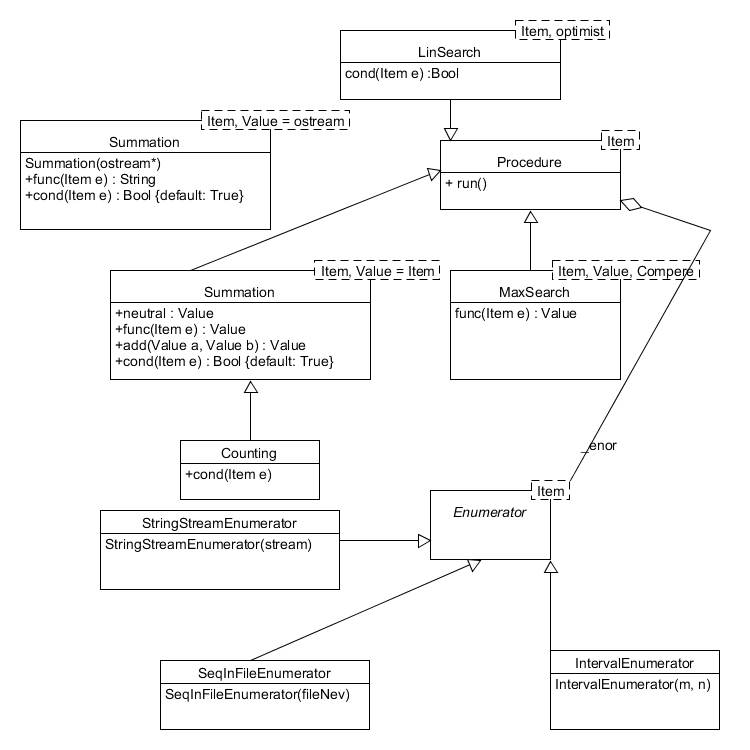 Item, optimist
LinSearch
cond(Item e) :Bool
Item, Value = ostream
Summation
Summation(ostream*)
+func(Item e) : String
+cond(Item e) : Bool {default: True}
Item
Procedure
+ run()
Item, Value = Item
Summation
+neutral : Value
+func(Item e) : Value
+add(Value a, Value b) : Value
+cond(Item e) : Bool {default: True}
Item, Value, Compere
MaxSearch
func(Item e) : Value
Counting
+cond(Item e)
_enor
Item
Enumerator
StringStreamEnumerator
StringStreamEnumerator(stream)
SeqInFileEnumerator
SeqInFileEnumerator(fileNev)
IntervalEnumerator
IntervalEnumerator(m, n)